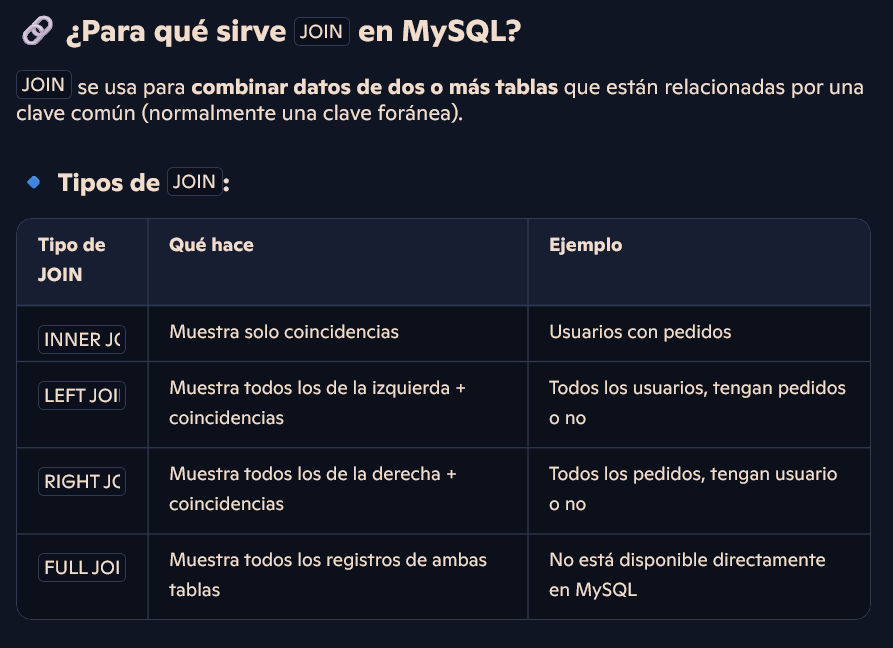 🔗 ¿Para qué sirve JOIN en MySQL?
JOIN se usa para combinar datos de dos o más tablas que están relacionadas por una
clave común (normalmente una clave foránea).
🔹 Tipos de JOIN:
Tipo de
JOIN
Qué hace
Ejemplo
INNER JO
Muestra solo coincidencias
Usuarios con pedidos
LEFT JOI
Muestra todos los de la izquierda +
coincidencias
Todos los usuarios, tengan pedidos
o no
RIGHT JO
Muestra todos los de la derecha +
coincidencias
Todos los pedidos, tengan usuario
o no
FULL JOI
Muestra todos los registros de ambas
tablas
No está disponible directamente
en MySQL